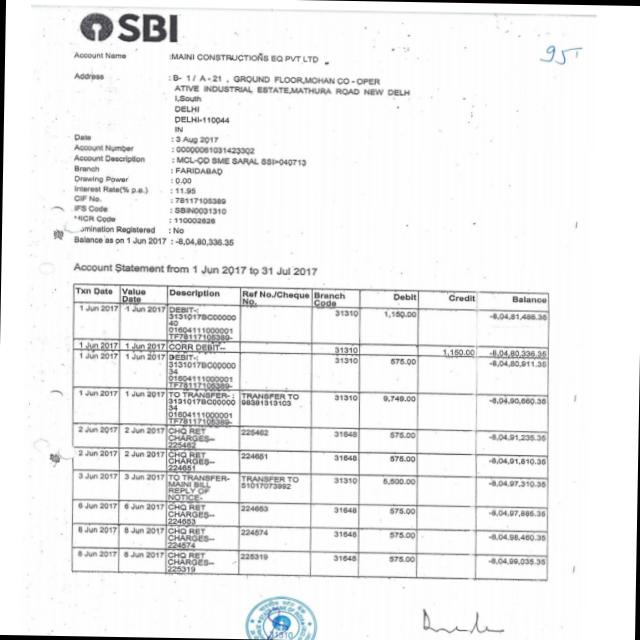 SBI
95
Account Name : MAINI CONSTRUCTIONS EQ PVT LTD
Address : B- 1 / A - 21 , GROUND FLOOR,MOHAN CO - OPER
ATIVE INDUSTRIAL ESTATE,MATHURA ROAD NEW DELH
I,South
DELHI
DELHI-110044
IN
Date : 3 Aug 2017
Account Number : 00000061031423302
Account Description : MCL-OD SME SARAL SSI>040713
Branch : FARIDABAD
Drawing Power : 0.00
Interest Rate(% p.a.) : 11.95
CIF No. : 78117105389
IFS Code : SBIN0031310
MICR Code : 110002626
omination Registered : No
Balance as on 1 Jun 2017 : -8,04,80,336.35
Account Statement from 1 Jun 2017 to 31 Jul 2017
Txn Date Value Date Description Ref No./Cheque No. Branch Code Debit Credit Balance
1 Jun 2017 1 Jun 2017 DEBIT-: 31310 1,150.00 -8,04,81,486.35
3131017BC00000
40
01604111000001
TF78117105389-
1 Jun 2017 1 Jun 2017 CORR DEBIT-- 31310 1,150.00 -8,04,80,336.35
1 Jun 2017 1 Jun 2017 DEBIT-: 31310 575.00 -8,04,80,911.35
3131017BC00000
34
01604111000001
TF78117105389-
1 Jun 2017 1 Jun 2017 TO TRANSFER-: TRANSFER TO 31310 9,749.00 -8,04,90,660.35
3131017BC00000 98391313103
34
01604111000001
TF78117105389-
2 Jun 2017 2 Jun 2017 CHQ RET 225462 31648 575.00 -8,04,91,235.35
CHARGES--
225462
2 Jun 2017 2 Jun 2017 CHQ RET 224651 31648 575.00 -8,04,91,810.35
CHARGES--
224651
3 Jun 2017 3 Jun 2017 TO TRANSFER- TRANSFER TO 31310 5,500.00 -8,04,97,310.35
MAINI BILL 51017073992
REPLY OF
NOTICE-
6 Jun 2017 6 Jun 2017 CHQ RET 224653 31648 575.00 -8,04,97,885.35
CHARGES--
224653
8 Jun 2017 8 Jun 2017 CHQ RET 224574 31648 575.00 -8,04,98,460.35
CHARGES--
224574
8 Jun 2017 8 Jun 2017 CHQ RET 225319 31648 575.00 -8,04,99,035.35
CHARGES--
225319
31310